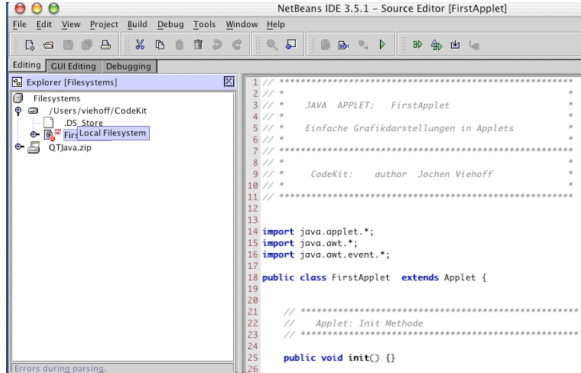 NetBeans IDE 3.5.1 - Source Editor [FirstApplet]
File Edit View Project Build Debug Tools Window Help
Editing GUI Editing Debugging
Explorer [Filesystems]
Filesystems
/Users/viehoff/CodeKit
.DS_Store
Local Filesystem
QTJava.zip
Errors during parsing.
1 // ****************************************************
2 // * *
3 // * JAVA APPLET: FirstApplet *
4 // * *
5 // * Einfache Grafikdarstellungen in Applets *
6 // * *
7 // ****************************************************
8 // * *
9 // * CodeKit: author Jochen Viehoff *
10 // * *
11 // ****************************************************
12
13
14 import java.applet.*;
15 import java.awt.*;
16 import java.awt.event.*;
17
18 public class FirstApplet extends Applet {
19
20
21 // ****************************************************
22 // Applet: Init Methode
23 // ****************************************************
24
25 public void init() {}
26